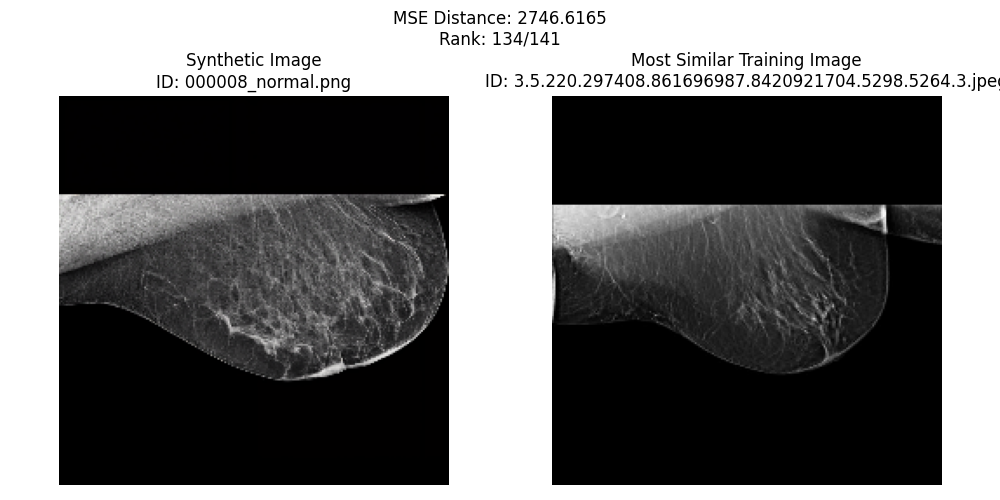 MSE Distance: 2746.6165
Rank: 134/141
Synthetic Image
ID: 000008_normal.png
Most Similar Training Image
ID: 3.5.220.297408.861696987.8420921704.5298.5264.3.jpeg